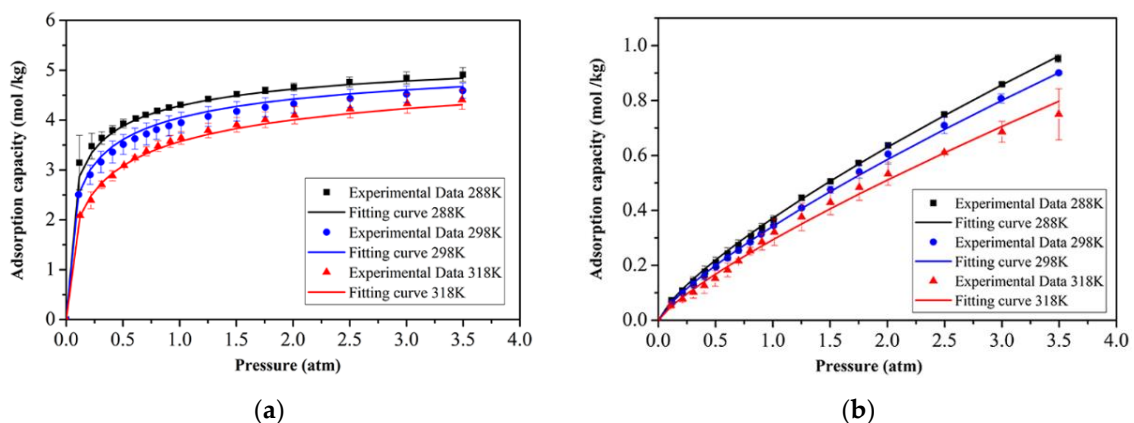 6
5
4
3
2
1
0
Adsorption capacity (mol /kg)
Experimental Data 288K
Fitting curve 288K
Experimental Data 298K
Fitting curve 298K
Experimental Data 318K
Fitting curve 318K
0.0 0.5 1.0 1.5 2.0 2.5 3.0 3.5 4.0
Pressure (atm)
(a)
1.0
0.8
0.6
0.4
0.2
0.0
Adsorption capacity (mol /kg)
Experimental Data 288K
Fitting curve 288K
Experimental Data 298K
Fitting curve 298K
Experimental Data 318K
Fitting curve 318K
0.0 0.5 1.0 1.5 2.0 2.5 3.0 3.5 4.0
Pressure (atm)
(b)